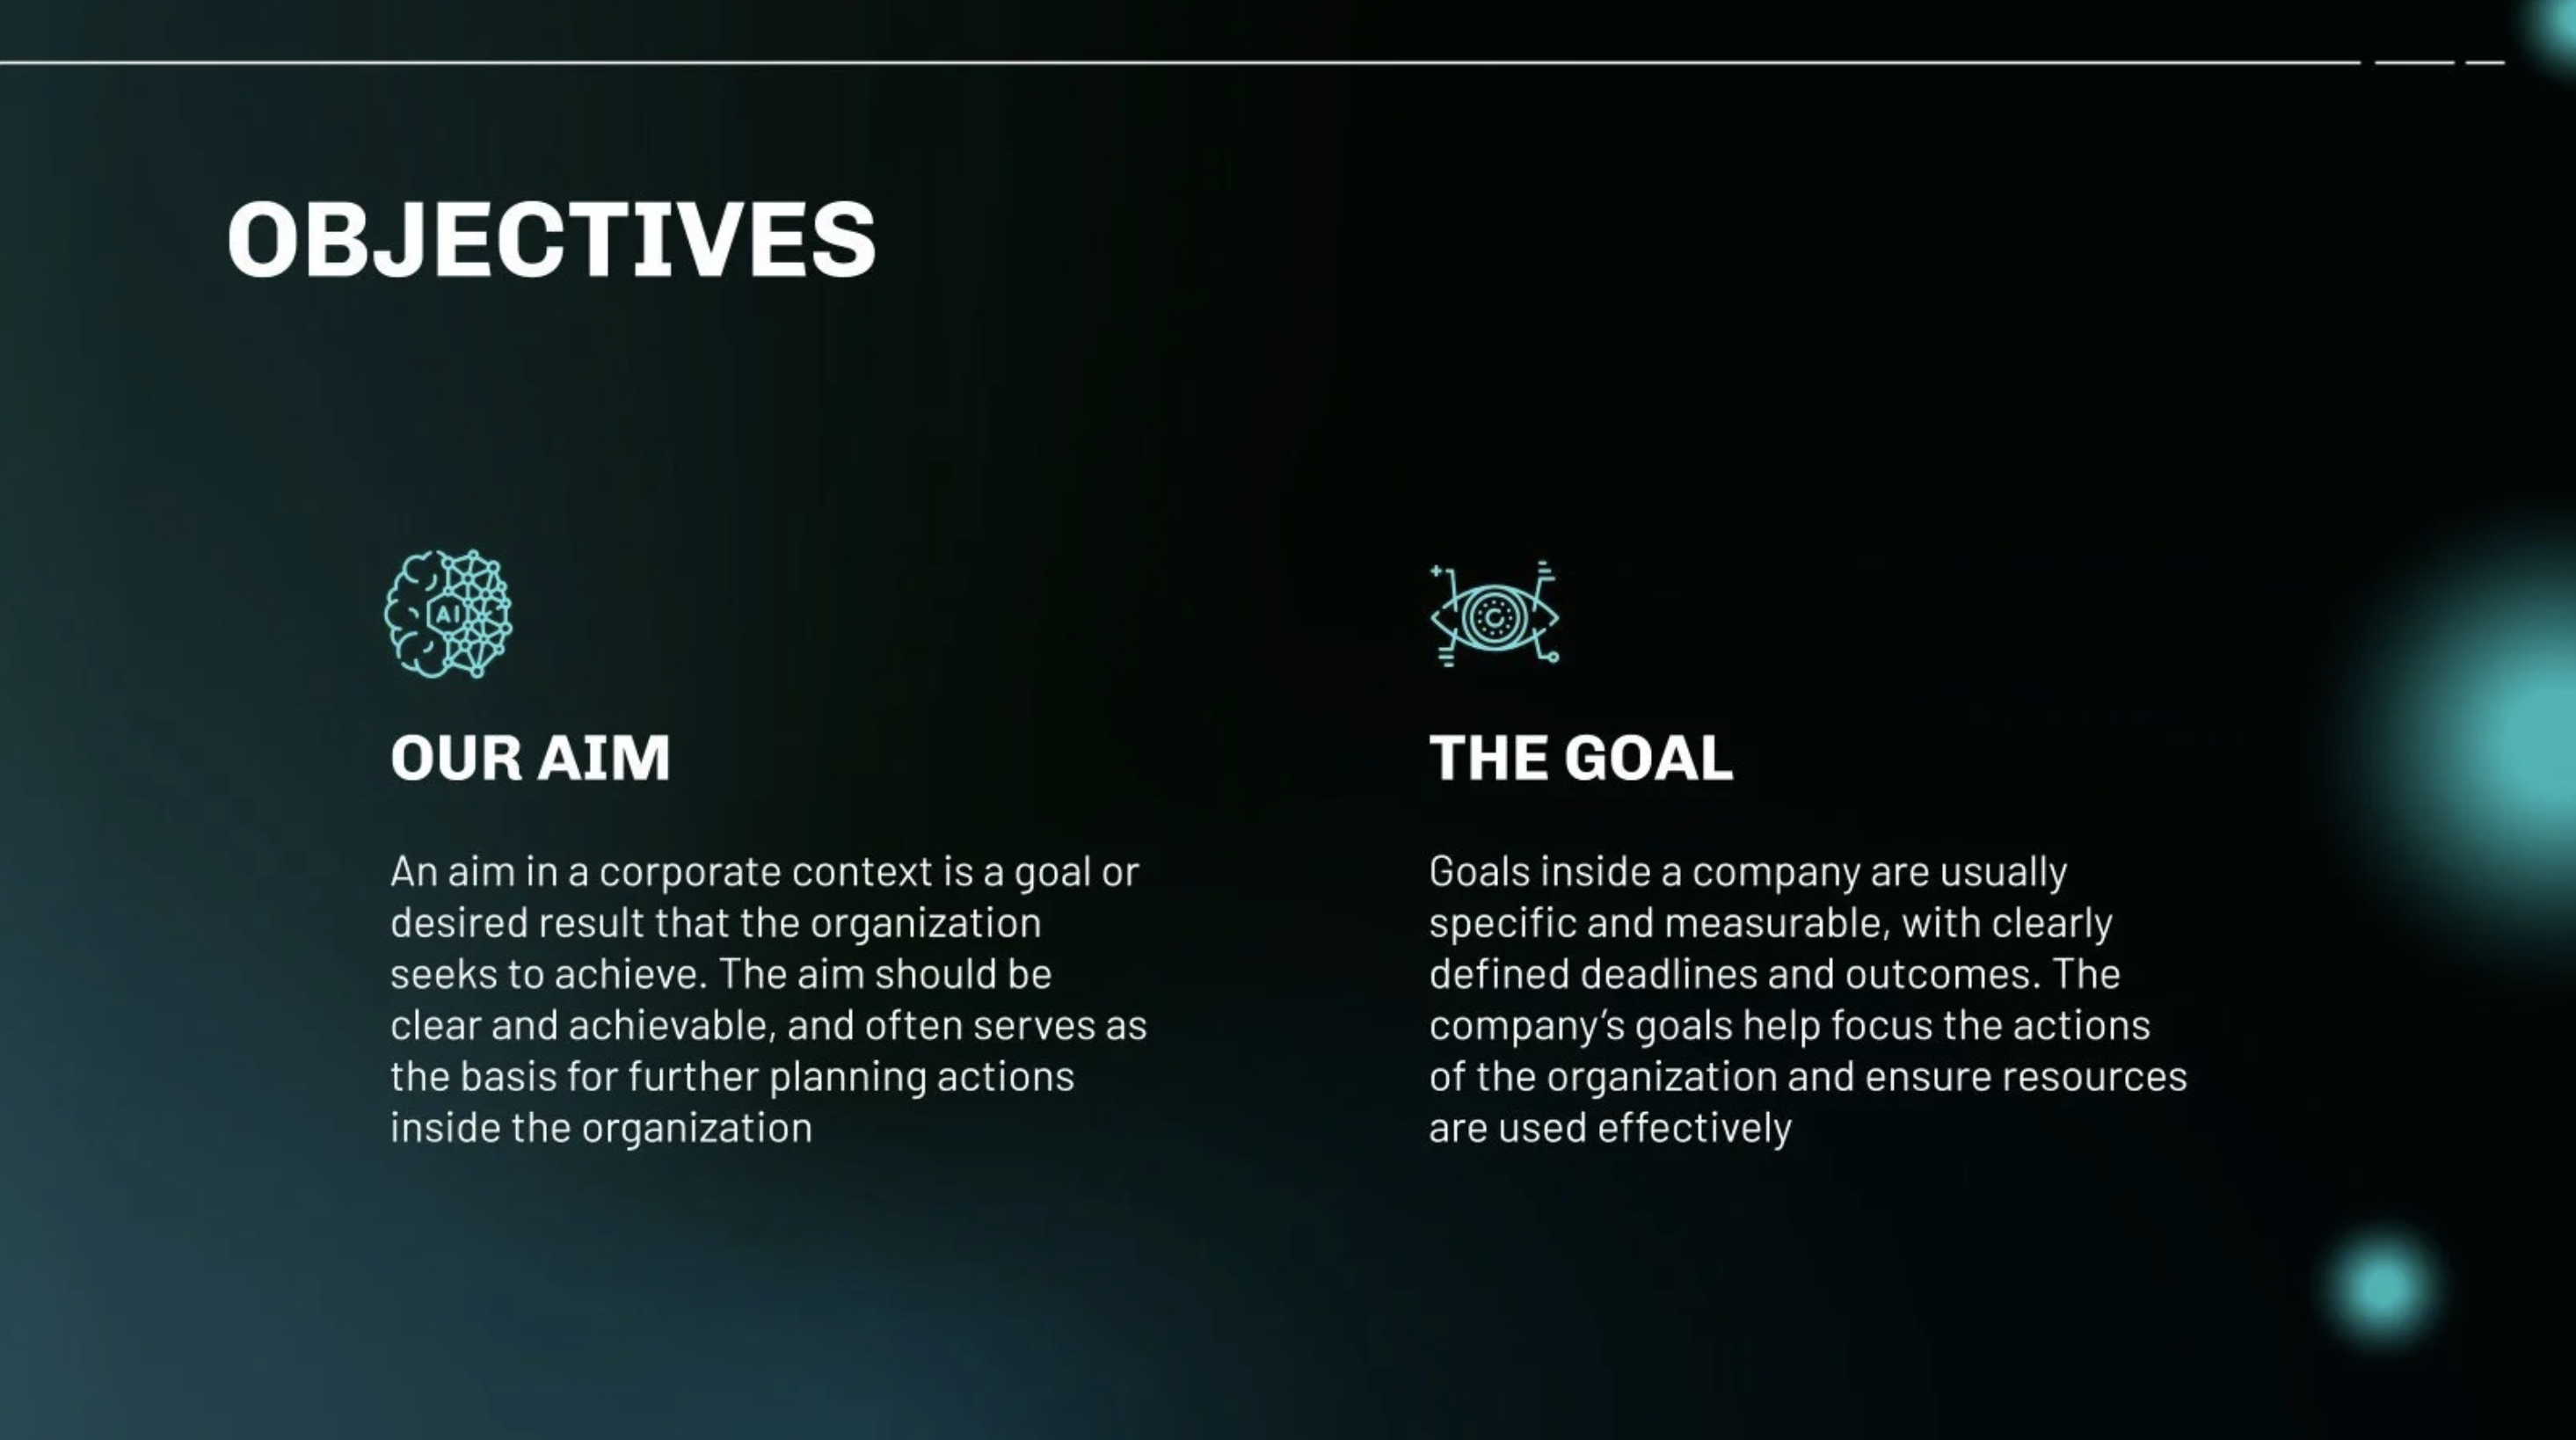 OBJECTIVES
AI
OUR AIM
An aim in a corporate context is a goal or
desired result that the organization
seeks to achieve. The aim should be
clear and achievable, and often serves as
the basis for further planning actions
inside the organization
THE GOAL
Goals inside a company are usually
specific and measurable, with clearly
defined deadlines and outcomes. The
company’s goals help focus the actions
of the organization and ensure resources
are used effectively